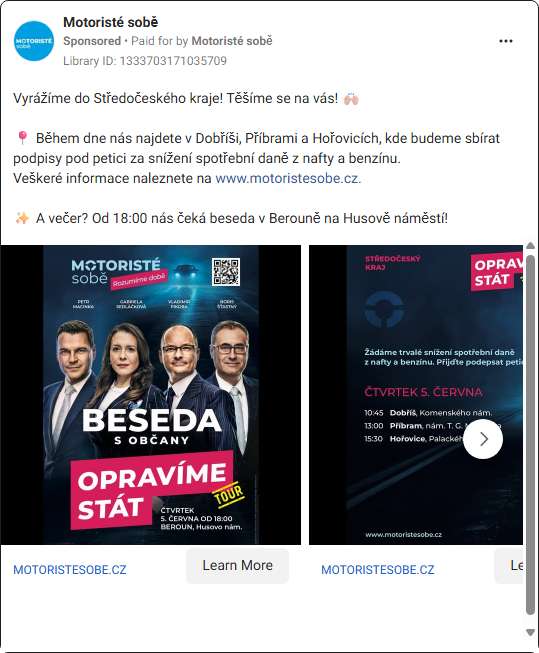 Motoristé sobě
MOTORISTÉ
sobě
Sponsored • Paid for by Motoristé sobě
Library ID: 1333703171035709
Vyrážíme do Středočeského kraje! Těšíme se na vás! 🙌🏻
📍 Během dne nás najdete v Dobříši, Příbrami a Hořovicích, kde budeme sbírat
podpisy pod petici za snížení spotřební daně z nafty a benzínu.
Veškeré informace naleznete na www.motoristesobe.cz.
✨ A večer? Od 18:00 nás čeká beseda v Berouně na Husově náměstí!
MOTORISTÉ
sobě
Rozumíme době
PETR
MACINKA
GABRIELA
SEDLÁČKOVÁ
VLADIMÍR
PIKORA
BORIS
ŠŤASTNÝ
BESEDA
S OBČANY
OPRAVÍME
STÁT
TOUR
ČTVRTEK
5. ČERVNA OD 18:00
BEROUN, Husovo nám.
STŘEDOČESKÝ
KRAJ
OPRAV
STÁT
Žádáme trvalé snížení spotřební daně
z nafty a benzínu. Přijďte podepsat peti
ČTVRTEK 5. ČERVNA
10:45 Dobříš, Komenského nám.
13:00 Příbram, nám. T. G. M
15:30 Hořovice, Palackéh
www.motoristesobe.cz
MOTORISTESOBE.CZ
Learn More
MOTORISTESOBE.CZ
Le